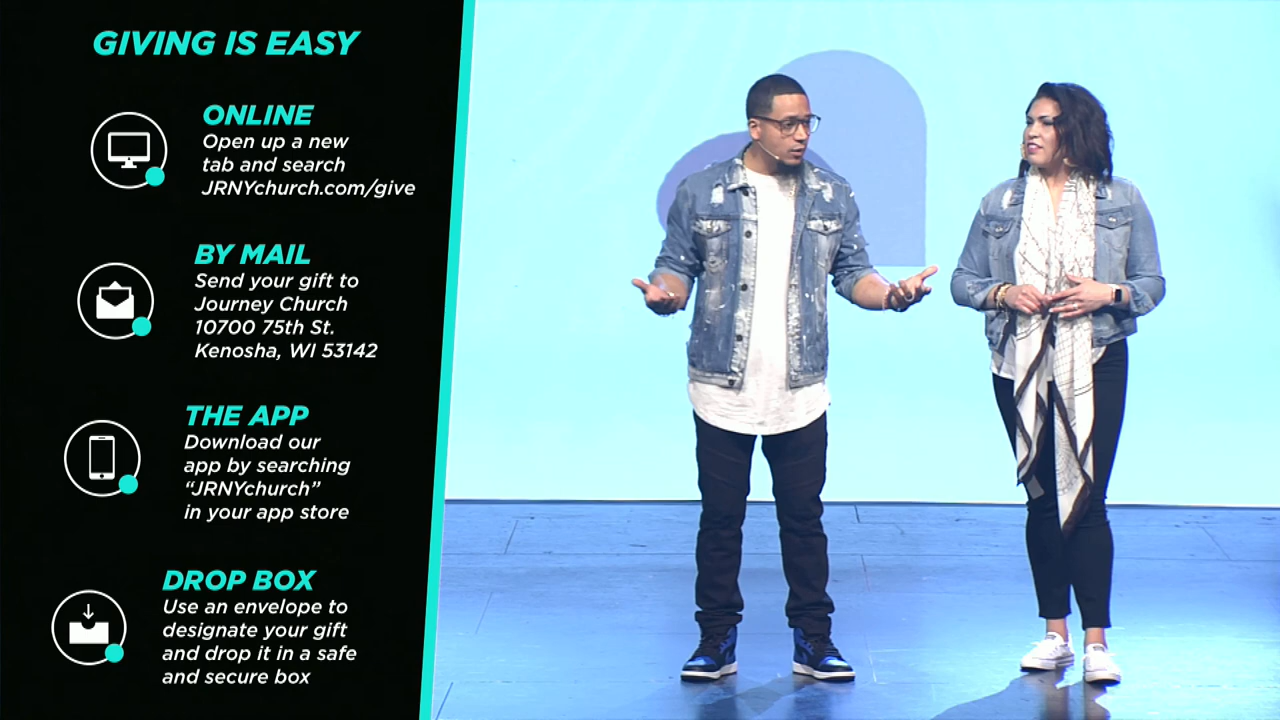 GIVING IS EASY
ONLINE
Open up a new
tab and search
JRNYchurch.com/give
BY MAIL
Send your gift to
Journey Church
10700 75th St.
Kenosha, WI 53142
THE APP
Download our
app by searching
“JRNYchurch”
in your app store
DROP BOX
Use an envelope to
designate your gift
and drop it in a safe
and secure box